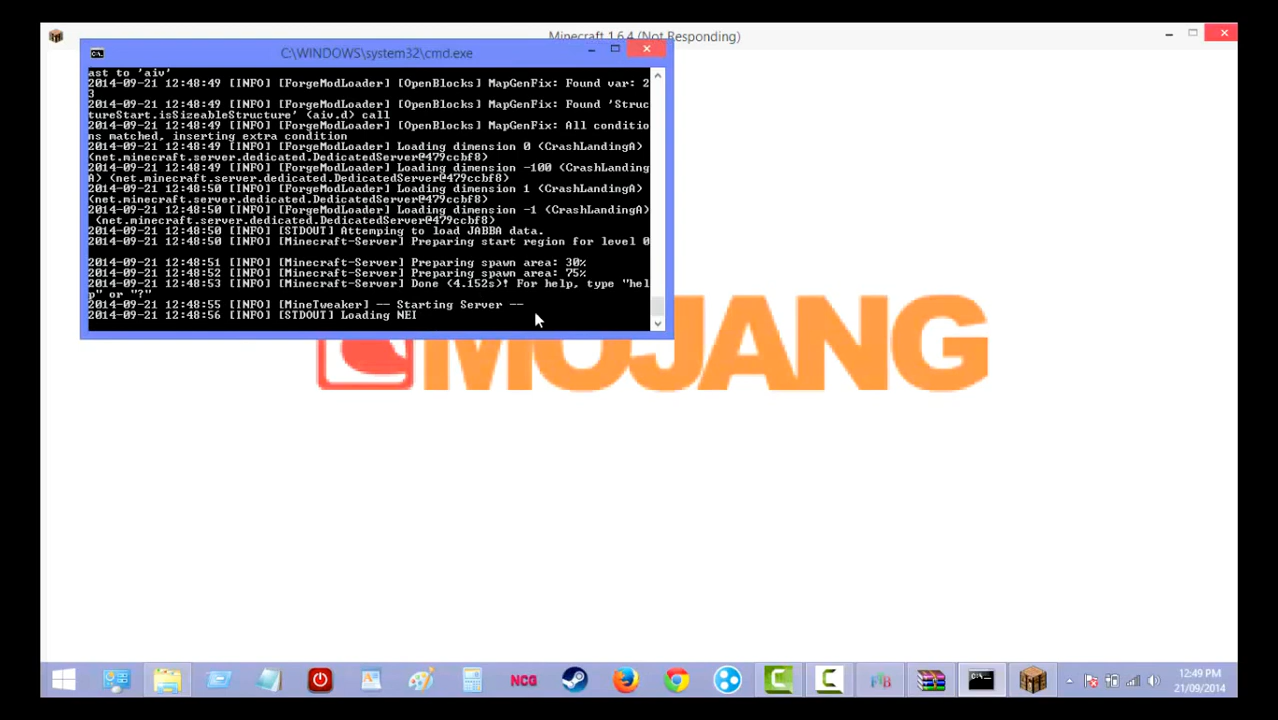 Minecraft 1.6.4 (Not Responding)
C:\WINDOWS\system32\cmd.exe
ast to 'aiv'
2014-09-21 12:48:49 [INFO] [ForgeModLoader] [OpenBlocks] MapGenFix: Found var: 2
3
2014-09-21 12:48:49 [INFO] [ForgeModLoader] [OpenBlocks] MapGenFix: Found 'Struc
tureStart.isSizeableStructure' (aiv.d) call
2014-09-21 12:48:49 [INFO] [ForgeModLoader] [OpenBlocks] MapGenFix: All conditio
ns matched, inserting extra condition
2014-09-21 12:48:49 [INFO] [ForgeModLoader] Loading dimension 0 (CrashLandingA)
(net.minecraft.server.dedicated.DedicatedServer@479ccbf8)
2014-09-21 12:48:49 [INFO] [ForgeModLoader] Loading dimension -100 (CrashLanding
A) (net.minecraft.server.dedicated.DedicatedServer@479ccbf8)
2014-09-21 12:48:50 [INFO] [ForgeModLoader] Loading dimension 1 (CrashLandingA)
(net.minecraft.server.dedicated.DedicatedServer@479ccbf8)
2014-09-21 12:48:50 [INFO] [ForgeModLoader] Loading dimension -1 (CrashLandingA)
(net.minecraft.server.dedicated.DedicatedServer@479ccbf8)
2014-09-21 12:48:50 [INFO] [STDOUT] Attemping to load JABBA data.
2014-09-21 12:48:50 [INFO] [Minecraft-Server] Preparing start region for level 0
2014-09-21 12:48:51 [INFO] [Minecraft-Server] Preparing spawn area: 30%
2014-09-21 12:48:52 [INFO] [Minecraft-Server] Preparing spawn area: 75%
2014-09-21 12:48:53 [INFO] [Minecraft-Server] Done (4.152s)! For help, type "hel
p" or "?"
2014-09-21 12:48:55 [INFO] [MineTweaker] -- Starting Server --
2014-09-21 12:48:56 [INFO] [STDOUT] Loading NEI
MOJANG
NCG
12:49 PM
21/09/2014